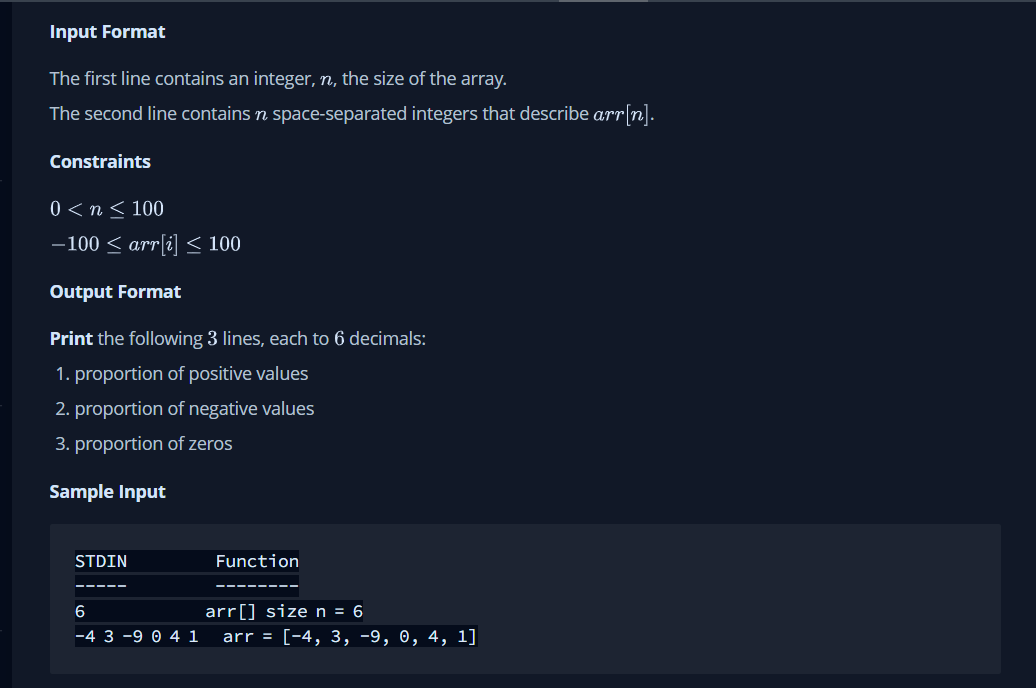 Input Format
The first line contains an integer, n, the size of the array.
The second line contains n space-separated integers that describe arr[n].
Constraints
0 < n ≤ 100
−100 ≤ arr[i] ≤ 100
Output Format
Print the following 3 lines, each to 6 decimals:
1. proportion of positive values
2. proportion of negative values
3. proportion of zeros
Sample Input
STDIN Function
----- --------
6 arr[] size n = 6
-4 3 -9 0 4 1 arr = [-4, 3, -9, 0, 4, 1]